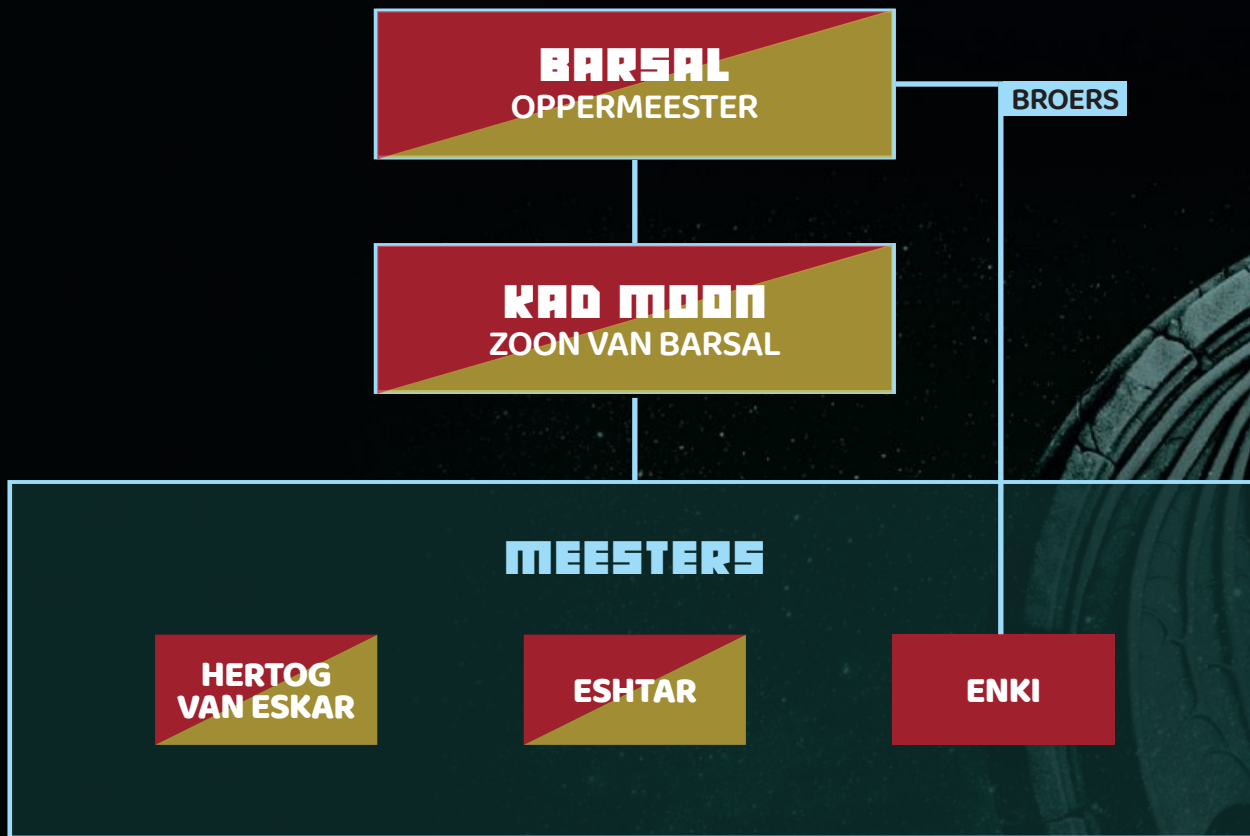 BARSAL
OPPERMEESTER
BROERS
KAD MOON
ZOON VAN BARSAL
MEESTERS
HERTOG
VAN ESKAR
ESHTAR
ENKI